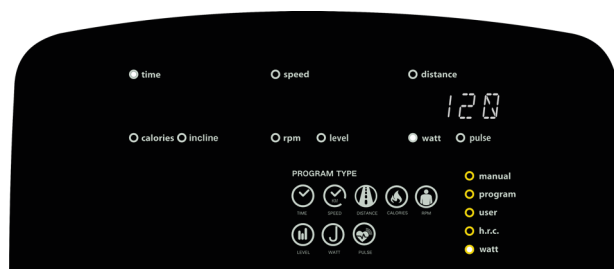 time speed distance
120
calories incline rpm level watt pulse
PROGRAM TYPE
manual
program
user
h.r.c.
watt
KM
TIME SPEED DISTANCE CALORIES RPM
LEVEL WATT PULSE